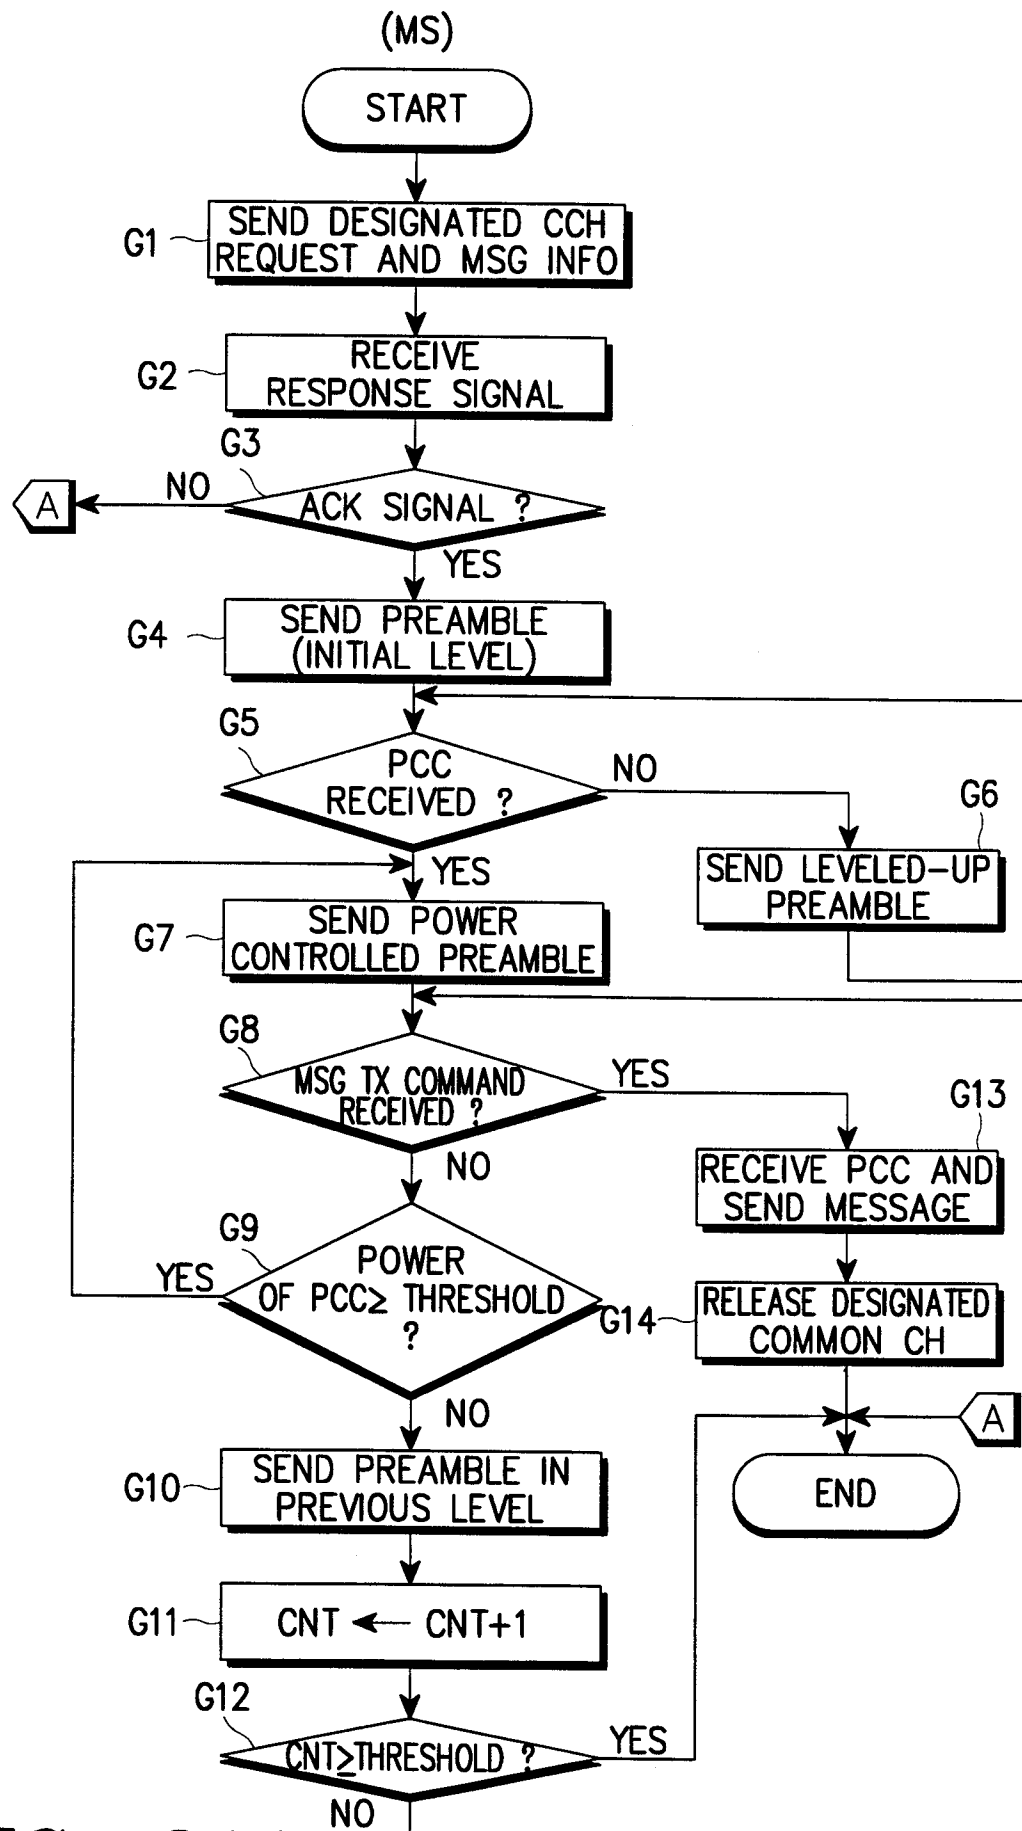 (MS)
START
G1
SEND DESIGNATED CCH
REQUEST AND MSG INFO
G2
RECEIVE
RESPONSE SIGNAL
G3
ACK SIGNAL ?
NO
A
YES
G4
SEND PREAMBLE
(INITIAL LEVEL)
G5
PCC
RECEIVED ?
NO
G6
SEND LEVELED-UP
PREAMBLE
YES
G7
SEND POWER
CONTROLLED PREAMBLE
G8
MSG TX COMMAND
RECEIVED ?
YES
G13
RECEIVE PCC AND
SEND MESSAGE
NO
G9
POWER
OF PCC≥ THRESHOLD
?
YES
G14
RELEASE DESIGNATED
COMMON CH
NO
A
END
G10
SEND PREAMBLE IN
PREVIOUS LEVEL
G11
CNT ← CNT+1
G12
CNT≥THRESHOLD ?
YES
NO